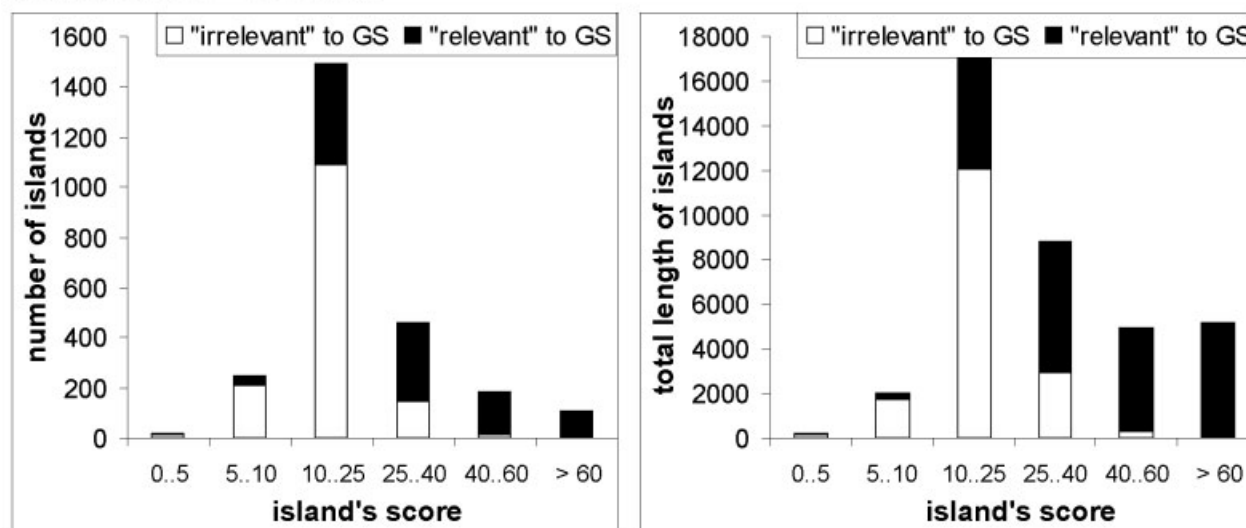 "irrelevant" to GS "relevant" to GS
1600
1400
1200
1000
800
600
400
200
0
number of islands
0..5 5..10 10..25 25..40 40..60 > 60
island's score
"irrelevant" to GS "relevant" to GS
18000
16000
14000
12000
10000
8000
6000
4000
2000
0
total length of islands
0..5 5..10 10..25 25..40 40..60 > 60
island's score